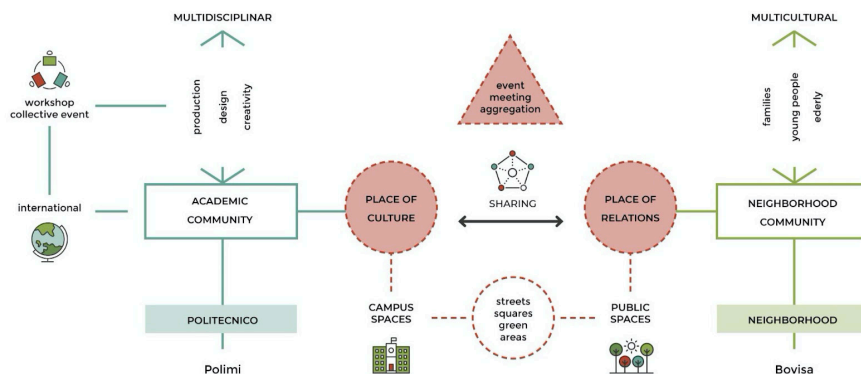 MULTIDISCIPLINAR
MULTICULTURAL
workshop
collective event
production
design
creativity
event
meeting
aggregation
families
young people
ederly
international
ACADEMIC
COMMUNITY
PLACE OF
CULTURE
SHARING
PLACE OF
RELATIONS
NEIGHBORHOOD
COMMUNITY
POLITECNICO
CAMPUS
SPACES
streets
squares
green
areas
PUBLIC
SPACES
NEIGHBORHOOD
Polimi
Bovisa